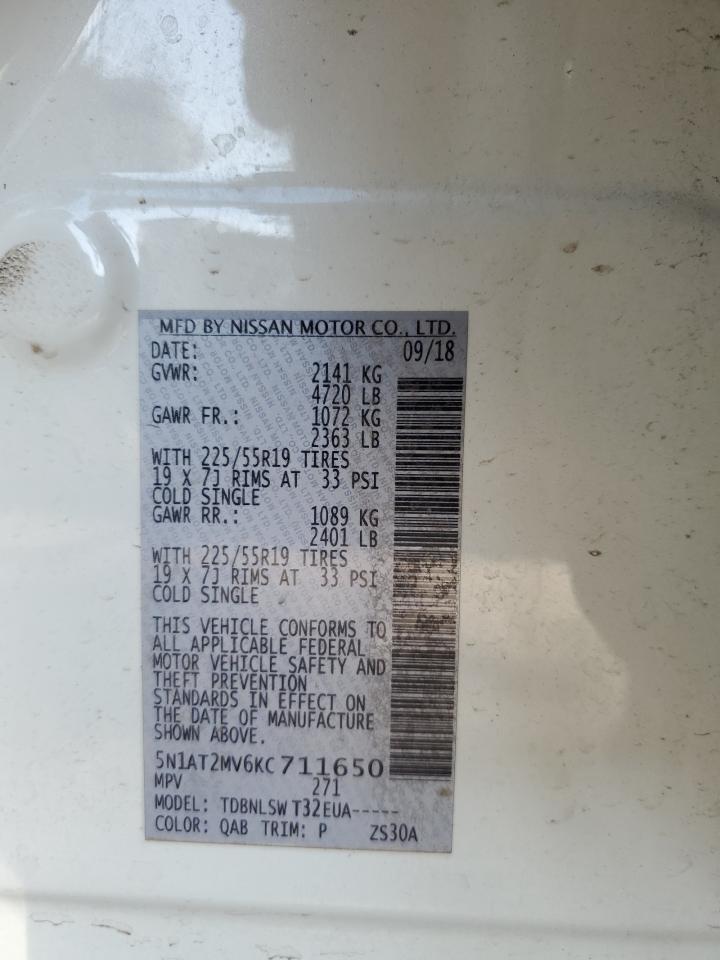 MFD BY NISSAN MOTOR CO., LTD.
DATE: 09/18
GVWR: 2141 KG
4720 LB
GAWR FR.: 1072 KG
2363 LB
WITH 225/55R19 TIRES
19 X 7J RIMS AT 33 PSI
COLD SINGLE
GAWR RR.: 1089 KG
2401 LB
WITH 225/55R19 TIRES
19 X 7J RIMS AT 33 PSI
COLD SINGLE
THIS VEHICLE CONFORMS TO
ALL APPLICABLE FEDERAL
MOTOR VEHICLE SAFETY AND
THEFT PREVENTION
STANDARDS IN EFFECT ON
THE DATE OF MANUFACTURE
SHOWN ABOVE.
5N1AT2MV6KC711650
MPV 271
MODEL: TDBNLSW T32EUA-----
COLOR: QAB TRIM: P ZS30A